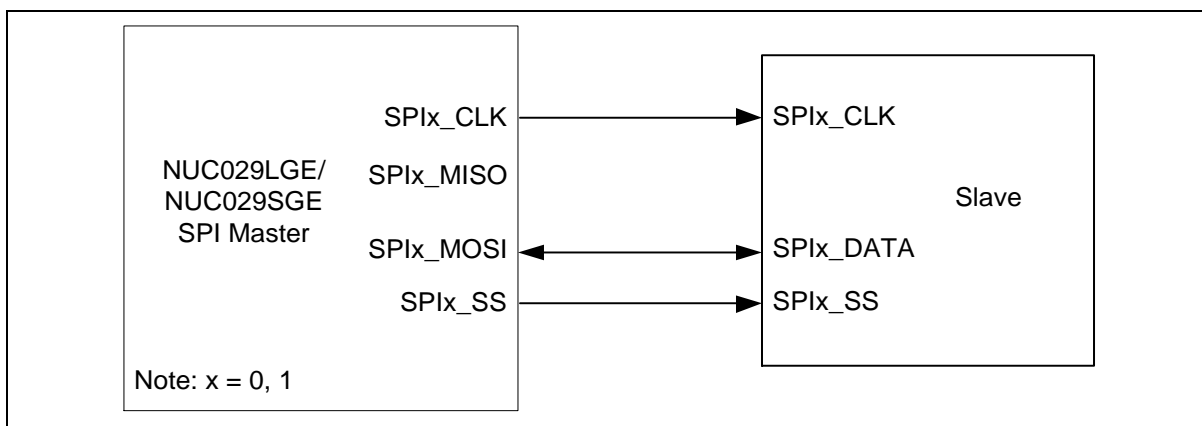 SPIx_CLK
SPIx_CLK
NUC029LGE/
NUC029SGE
SPI Master
SPIx_MISO
Slave
SPIx_MOSI
SPIx_DATA
SPIx_SS
SPIx_SS
Note: x = 0, 1